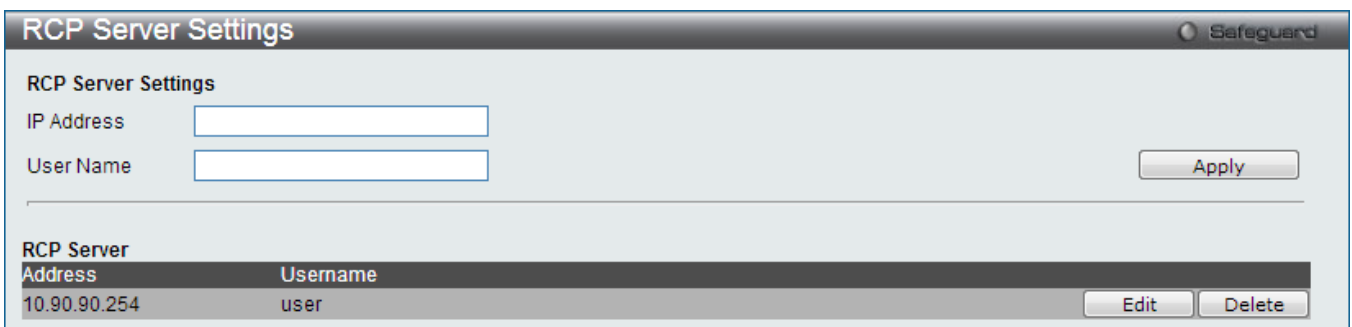 RCP Server Settings
Safeguard
RCP Server Settings
IP Address
User Name
Apply
RCP Server
Address Username
10.90.90.254 user Edit Delete